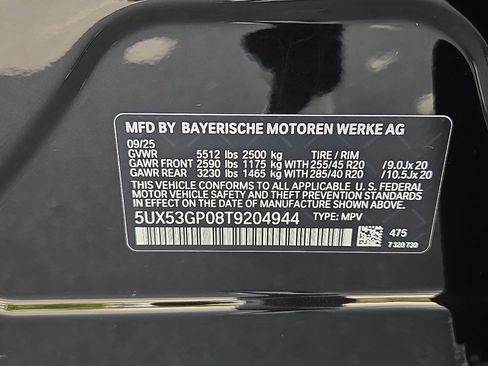 MFD BY BAYERISCHE MOTOREN WERKE AG
09/25
GVWR 5512 lbs 2500 kg TIRE / RIM
GAWR FRONT 2590 lbs 1175 kg WITH 255/45 R20 /9.0Jx 20
GAWR REAR 3230 lbs 1465 kg WITH 285/40 R20 /10.5Jx 20
THIS VEHICLE CONFORMS TO ALL APPLICABLE U. S. FEDERAL
MOTOR VEHICLE SAFETY AND THEFT PREVENTION STANDARDS
IN EFFECT ON THE DATE OF MANUFACTURE SHOWN ABOVE.
5UX53GP08T9204944 TYPE: MPV
475
7 320 730